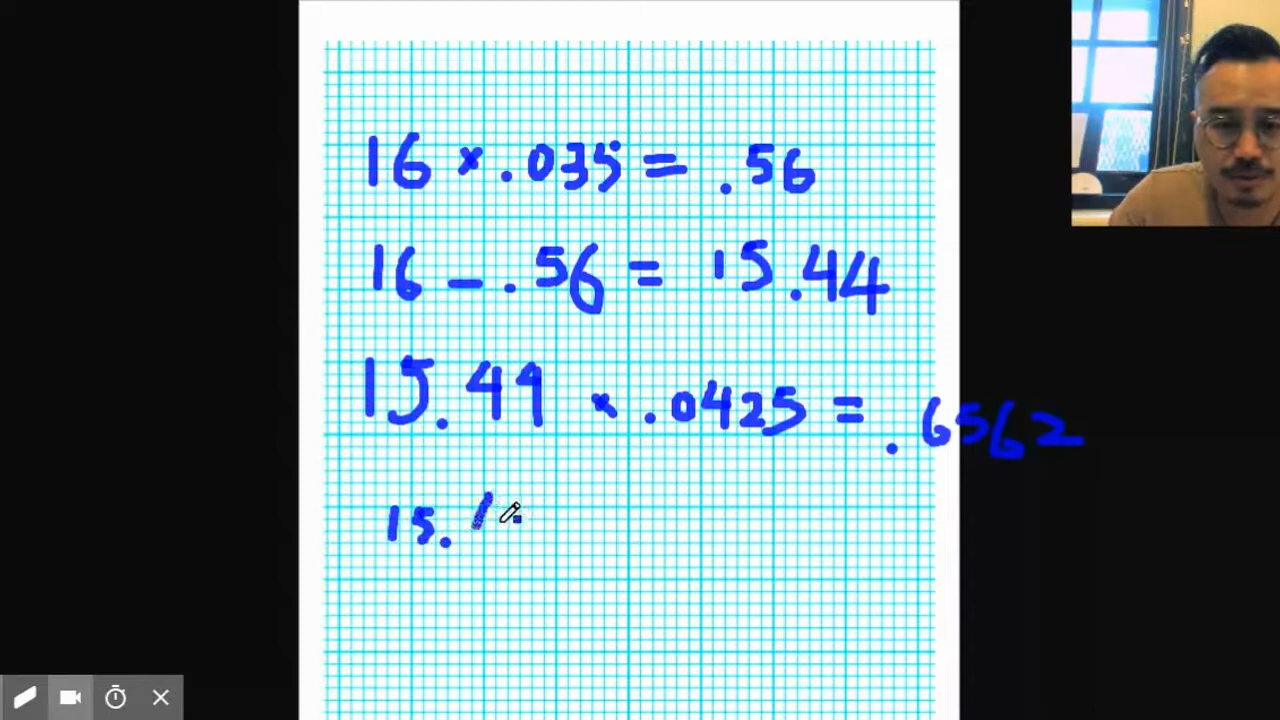 16 × .035 = .56
16 - .56 = 15.44
15.44 × .0425 = .6562
15.